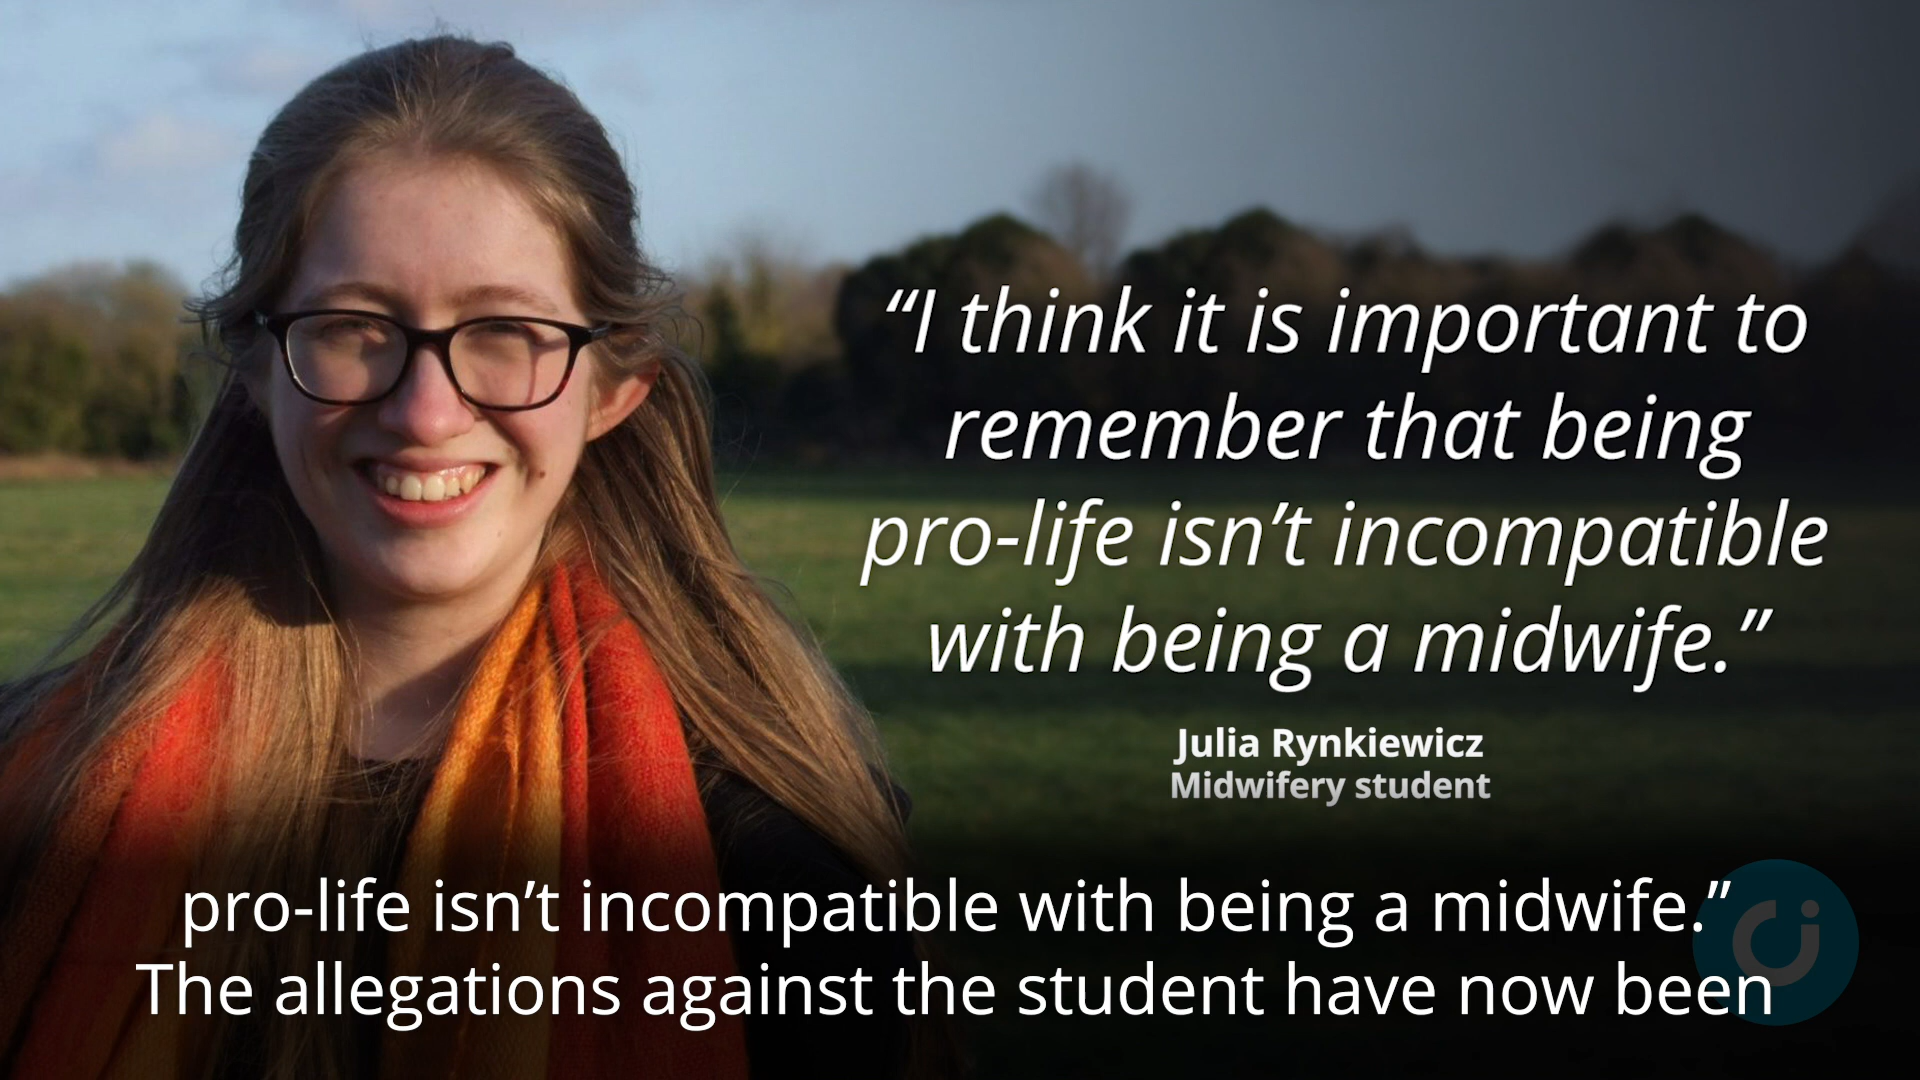 “I think it is important to
remember that being
pro-life isn’t incompatible
with being a midwife.”
Julia Rynkiewicz
Midwifery student
pro-life isn’t incompatible with being a midwife.”
The allegations against the student have now been